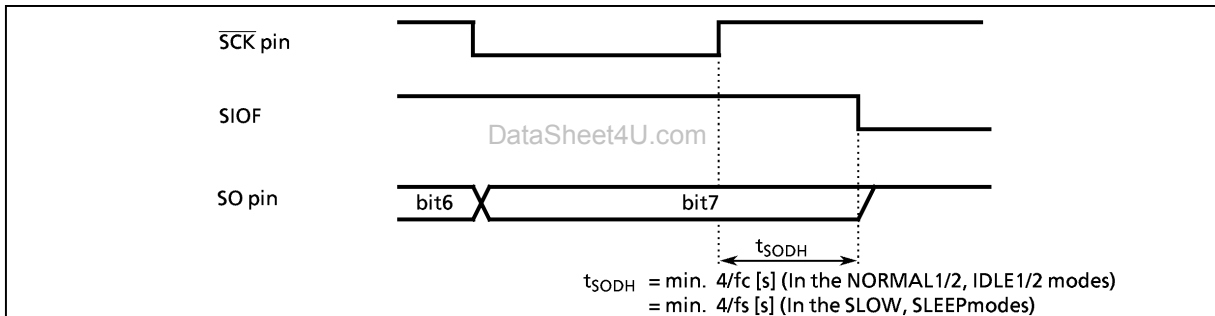 SCK pin
SIOF
DataSheet4U.com
SO pin
bit6
bit7
tSODH
tSODH = min. 4/fc [s] (In the NORMAL1/2, IDLE1/2 modes)
= min. 4/fs [s] (In the SLOW, SLEEPmodes)